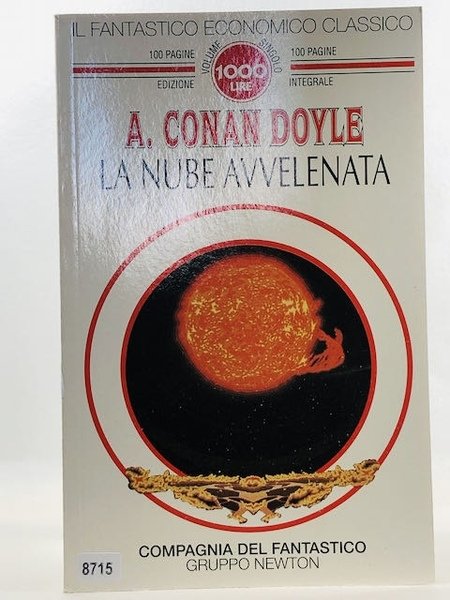 IL FANTASTICO ECONOMICO CLASSICO
100 PAGINE
VOLUME SINGOLO
100 PAGINE
1000
LIRE
EDIZIONE
INTEGRALE
A. CONAN DOYLE
LA NUBE AVVELENATA
COMPAGNIA DEL FANTASTICO
GRUPPO NEWTON
8715